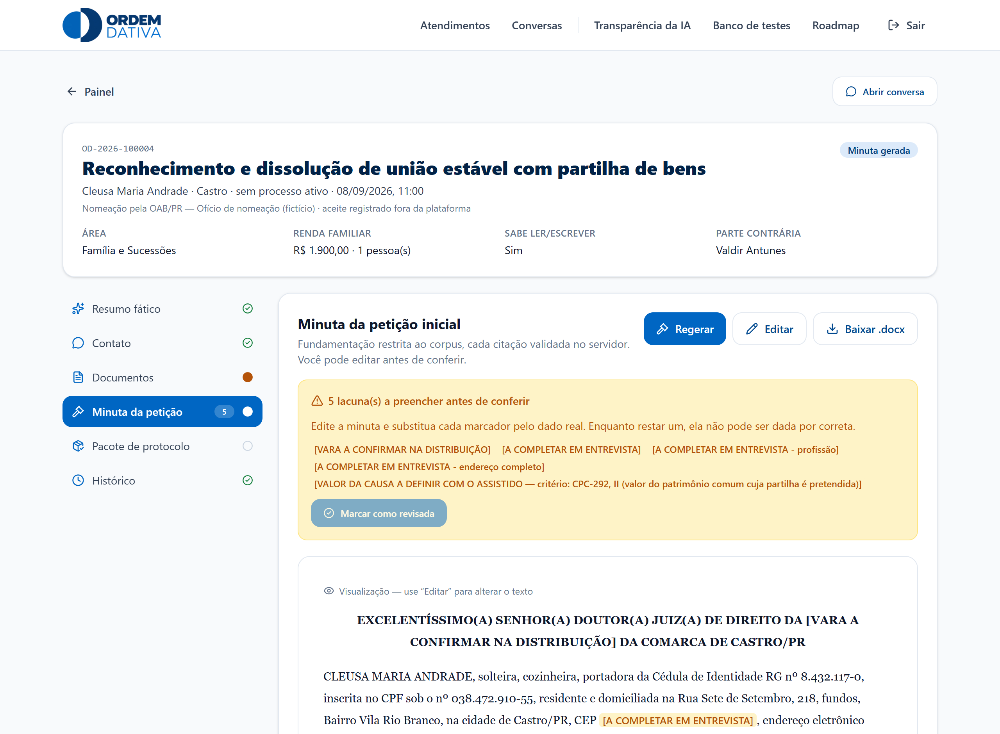 ORDEM
DATIVA
Atendimentos
Conversas
Transparência da IA
Banco de testes
Roadmap
Sair
Painel
Abrir conversa
OD-2026-100004
Minuta gerada
Reconhecimento e dissolução de união estável com partilha de bens
Cleusa Maria Andrade · Castro · sem processo ativo · 08/09/2026, 11:00
Nomeação pela OAB/PR — Ofício de nomeação (fictício) · aceite registrado fora da plataforma
ÁREA
Família e Sucessões
RENDA FAMILIAR
R$ 1.900,00 · 1 pessoa(s)
SABE LER/ESCREVER
Sim
PARTE CONTRÁRIA
Valdir Antunes
Resumo fático
Contato
Documentos
Minuta da petição 5
Pacote de protocolo
Histórico
Minuta da petição inicial
Fundamentação restrita ao corpus, cada citação validada no servidor.
Você pode editar antes de conferir.
Regerar
Editar
Baixar .docx
5 lacuna(s) a preencher antes de conferir
Edite a minuta e substitua cada marcador pelo dado real. Enquanto restar um, ela não pode ser dada por correta.
[VARA A CONFIRMAR NA DISTRIBUIÇÃO] [A COMPLETAR EM ENTREVISTA] [A COMPLETAR EM ENTREVISTA - profissão]
[A COMPLETAR EM ENTREVISTA - endereço completo]
[VALOR DA CAUSA A DEFINIR COM O ASSISTIDO — critério: CPC-292, II (valor do patrimônio comum cuja partilha é pretendida)]
Marcar como revisada
Visualização — use “Editar” para alterar o texto
EXCELENTÍSSIMO(A) SENHOR(A) DOUTOR(A) JUIZ(A) DE DIREITO DA [VARA A
CONFIRMAR NA DISTRIBUIÇÃO] DA COMARCA DE CASTRO/PR
CLEUSA MARIA ANDRADE, solteira, cozinheira, portadora da Cédula de Identidade RG nº 8.432.117-0,
inscrita no CPF sob o nº 038.472.910-55, residente e domiciliada na Rua Sete de Setembro, 218, fundos,
Bairro Vila Rio Branco, na cidade de Castro/PR, CEP [A COMPLETAR EM ENTREVISTA], endereço eletrônico